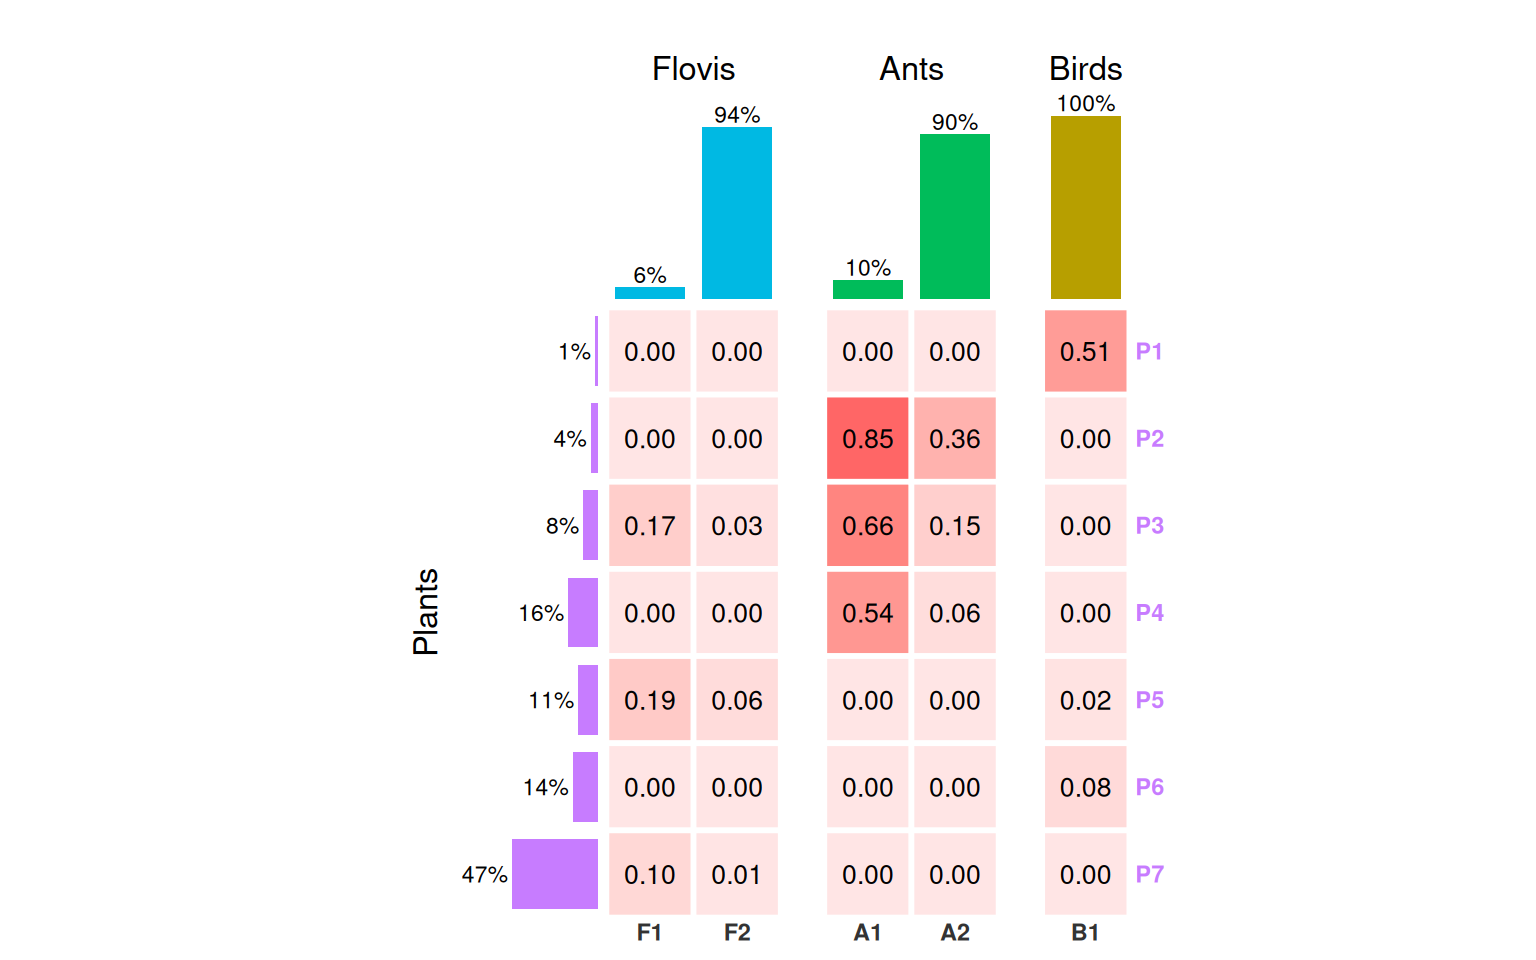 Flovis Ants Birds
6% 94% 10% 90% 100%
1% 0.00 0.00 0.00 0.00 0.51 P1
4% 0.00 0.00 0.85 0.36 0.00 P2
8% 0.17 0.03 0.66 0.15 0.00 P3
16% 0.00 0.00 0.54 0.06 0.00 P4
11% 0.19 0.06 0.00 0.00 0.02 P5
14% 0.00 0.00 0.00 0.00 0.08 P6
47% 0.10 0.01 0.00 0.00 0.00 P7
F1 F2 A1 A2 B1
Plants